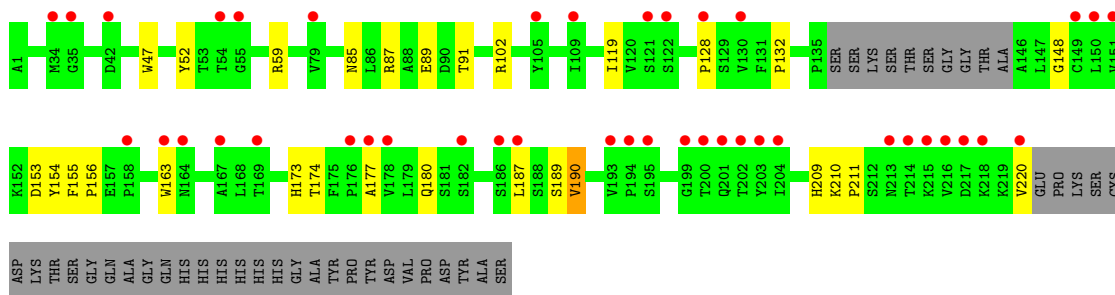 A1 M34 G35 D42 W47 Y52 T53 T54 G55 R59 V79 N85 L86 R87 A88 E89 D90 T91 R102 Y105 I109 I119 V120 S121 S122 P128 S129 V130 F131 P132 P135 SER SER LYS SER THR SER GLY GLY THR ALA A146 L147 G148 C149 L150 V151
K152 D153 Y154 F155 P156 E157 P158 W163 N164 A167 L168 T169 H173 T174 F175 P176 A177 V178 L179 Q180 S181 S182 S186 L187 S188 S189 V190 V193 P194 S195 G199 T200 Q201 T202 Y203 I204 H209 K210 P211 S212 N213 T214 K215 V216 D217 K218 K219 V220 GLU PRO LYS SER CYS
ASP LYS THR SER GLY GLN ALA GLY GLN HIS HIS HIS HIS HIS HIS GLY ALA TYR PRO TYR ASP VAL PRO ASP TYR ALA SER